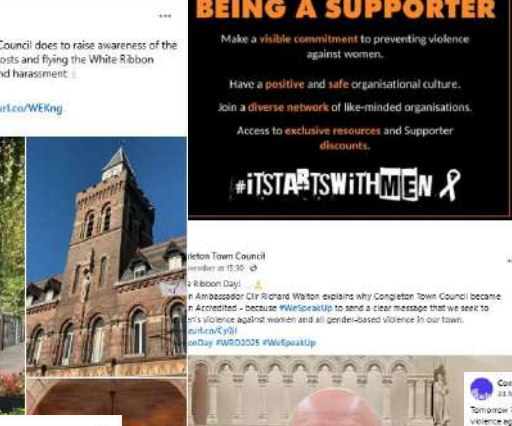 Council does to raise awareness of the
osts and flying the White Ribbon
nd harassment
url.co/WEKng
BEING A SUPPORTER
Make a visible commitment to preventing violence
against women.
Have a positive and safe organisational culture.
Join a diverse network of like-minded organisations.
Access to exclusive resources and Supporter
discounts.
#iTSTARTSWiTHMEN
gleton Town Council
vember at 15:30
e Ribbon Day!
n Ambassador Cllr Richard Walton explains why Congleton Town Council became
n Accredited - because #WeSpeakUp to send a clear message that we seek to
en's violence against women and all gender-based violence in our town.
zurl.co/Cy0jl
onDay #WRD2025 #WeSpeakUp
Con
24 N
Tomorrow
violence ag